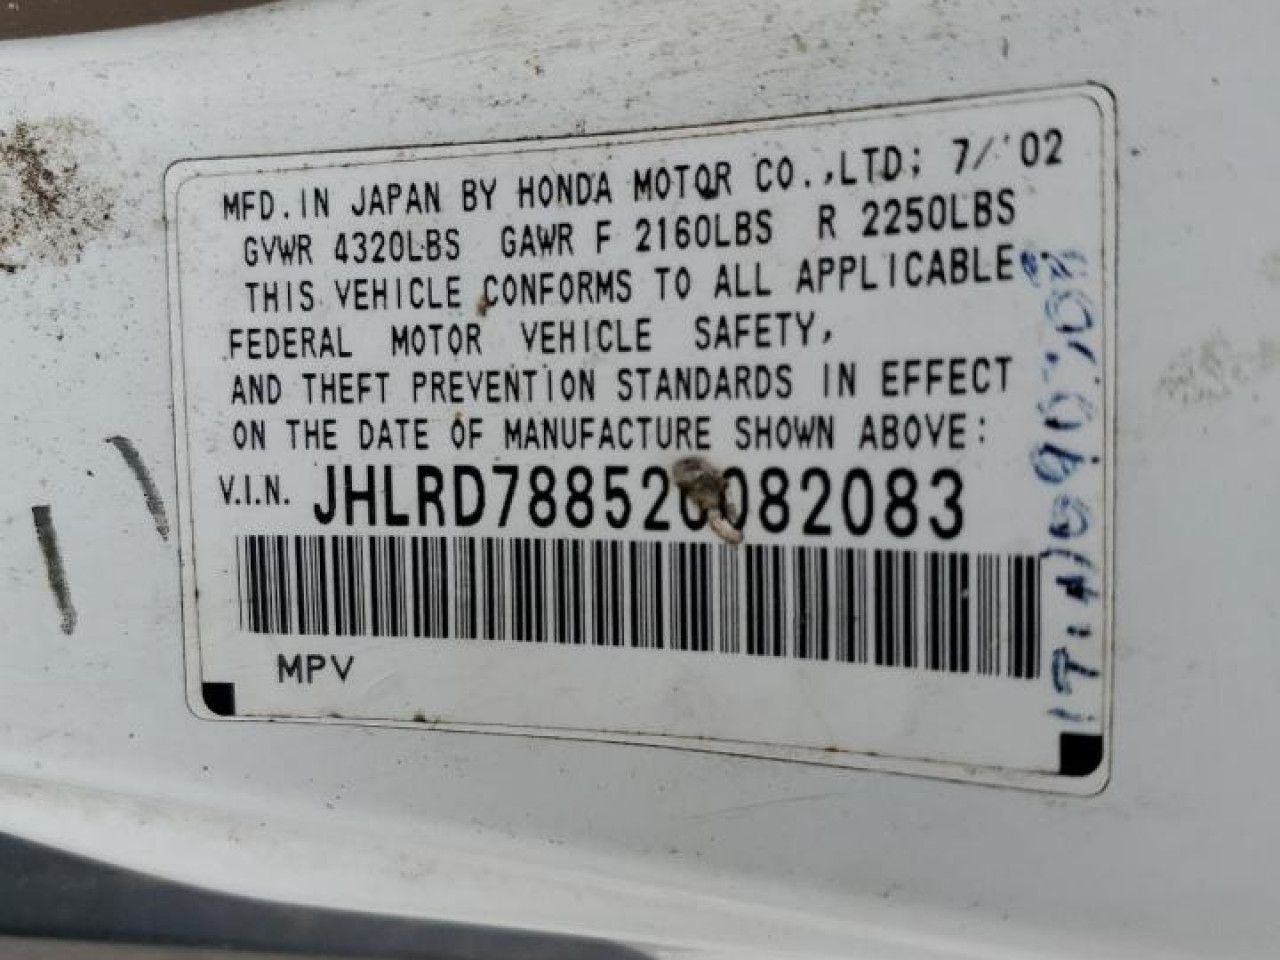 MFD. IN JAPAN BY HONDA MOTOR CO.,LTD; 7/'02
GVWR 4320LBS GAWR F 2160LBS R 2250LBS
THIS VEHICLE CONFORMS TO ALL APPLICABLE
FEDERAL MOTOR VEHICLE SAFETY,
AND THEFT PREVENTION STANDARDS IN EFFECT
ON THE DATE OF MANUFACTURE SHOWN ABOVE:
V.I.N. JHLRD78852C082083
MPV